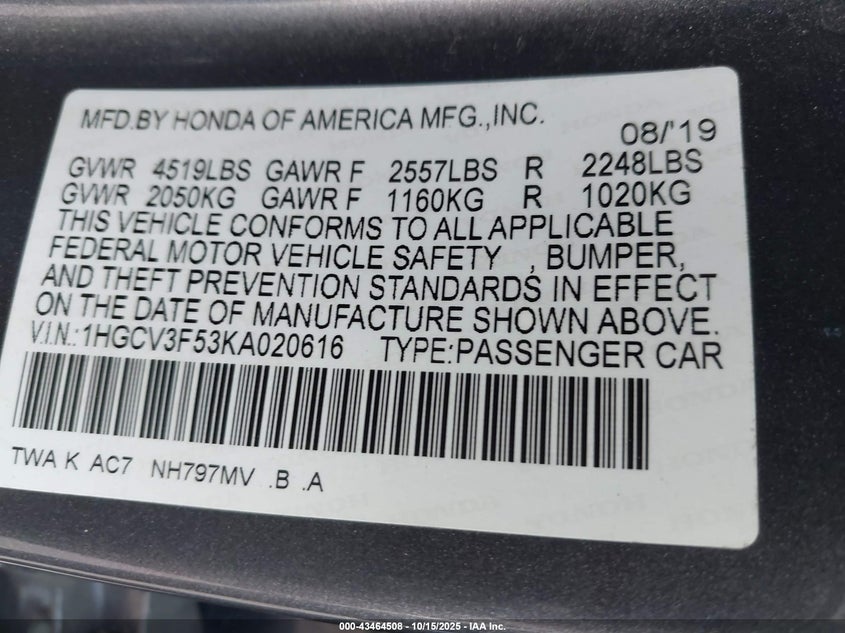 MFD.BY HONDA OF AMERICA MFG.,INC.
08/'19
GVWR 4519LBS GAWR F 2557LBS R 2248LBS
GVWR 2050KG GAWR F 1160KG R 1020KG
THIS VEHICLE CONFORMS TO ALL APPLICABLE
FEDERAL MOTOR VEHICLE SAFETY , BUMPER,
AND THEFT PREVENTION STANDARDS IN EFFECT
ON THE DATE OF MANUFACTURE SHOWN ABOVE.
V.I.N.:1HGCV3F53KA020616 TYPE:PASSENGER CAR
TWA K AC7 NH797MV .B .A
000-43464508 - 10/15/2025 - IAA Inc.